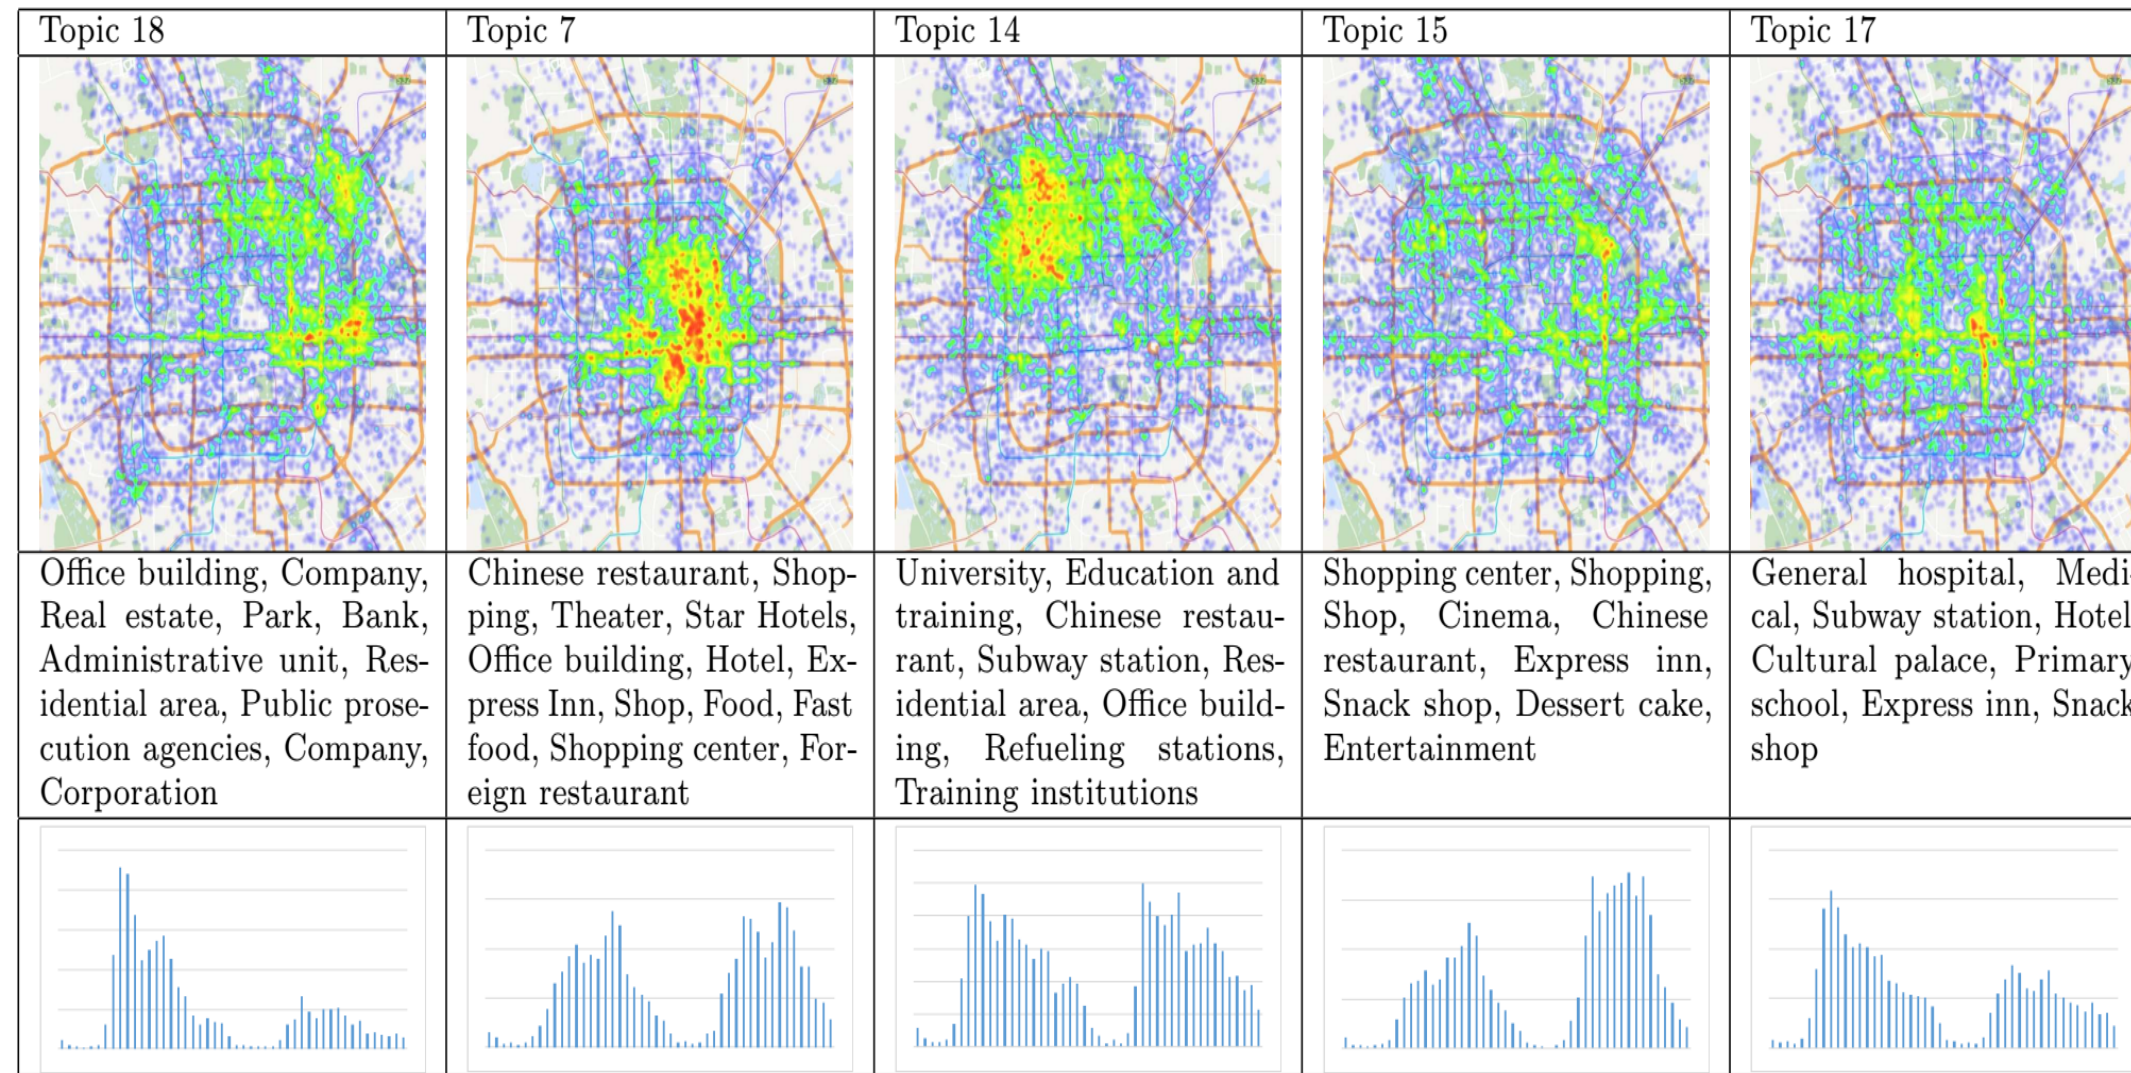 Topic 18
Topic 7
Topic 14
Topic 15
Topic 17
Office building, Company,
Real estate, Park, Bank,
Administrative unit, Res-
idential area, Public prose-
cution agencies, Company,
Corporation
Chinese restaurant, Shop-
ping, Theater, Star Hotels,
Office building, Hotel, Ex-
press Inn, Shop, Food, Fast
food, Shopping center, For-
eign restaurant
University, Education and
training, Chinese restau-
rant, Subway station, Res-
idential area, Office build-
ing, Refueling stations,
Training institutions
Shopping center, Shopping,
Shop, Cinema, Chinese
restaurant, Express inn,
Snack shop, Dessert cake,
Entertainment
General hospital, Medi-
cal, Subway station, Hotel
Cultural palace, Primary
school, Express inn, Snack
shop